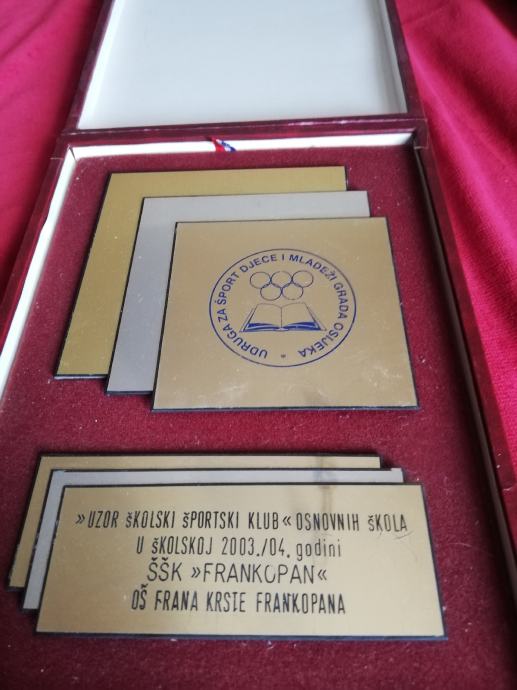 UDRUGA ZA ŠPORT DJECE I MLADEŽI GRADA OSIJEKA *
»UZOR ŠKOLSKI ŠPORTSKI KLUB« OSNOVNIH ŠKOLA
U ŠKOLSKOJ 2003./04. godini
ŠŠK »FRANKOPAN«
OŠ FRANA KRSTE FRANKOPANA